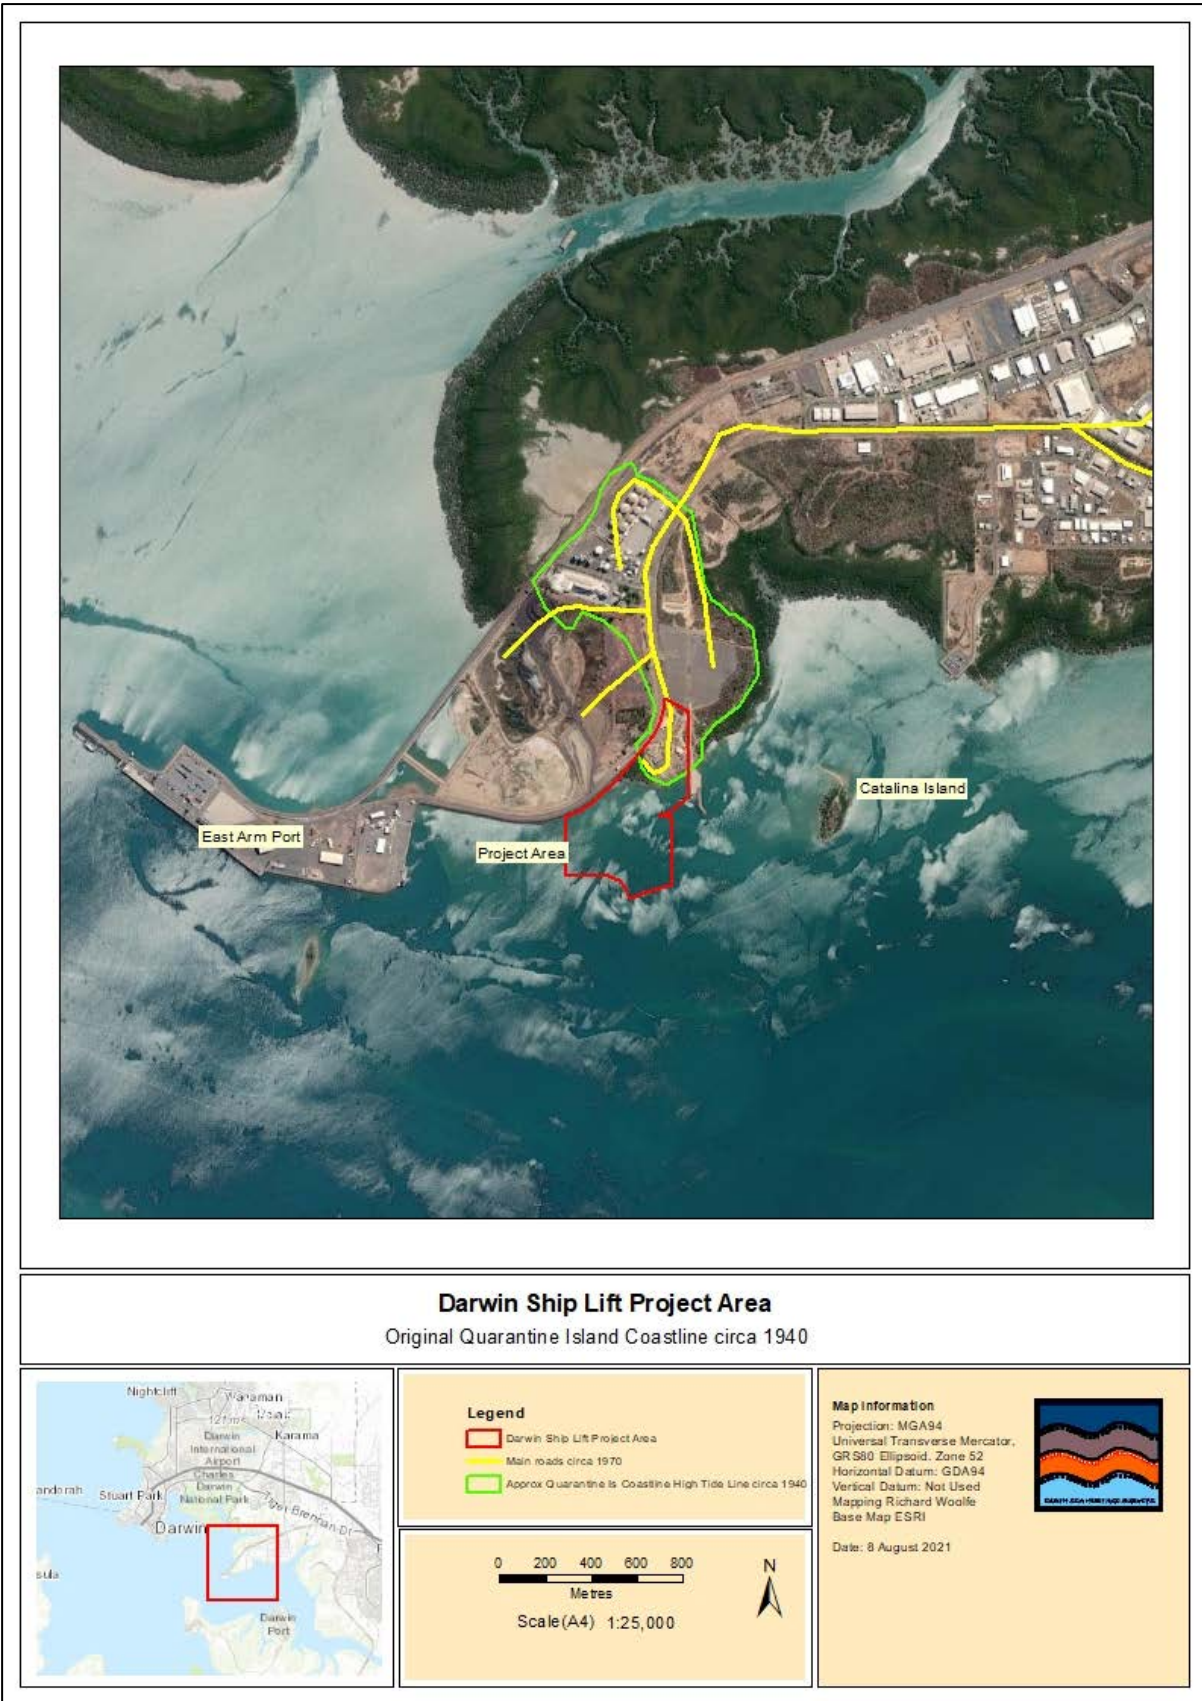 Catalina Island
East Arm Port
Project Area
Darwin Ship Lift Project Area
Original Quarantine Island Coastline circa 1940
Nightcliff
Karama
Darwin
International
Airport
Charles
Darwin
National Park
Stuart Park
Tiger Brennan Dr
Darwin
Darwin
Port
Legend
Darwin Ship Lift Project Area
Main roads circa 1970
Approx Quarantine Is Coastline High Tide Line circa 1940
0 200 400 600 800
Metres
Scale(A4) 1:25,000
N
Map Information
Projection: MGA94
Universal Transverse Mercator,
GRS80 Ellipsoid. Zone 52
Horizontal Datum: GDA94
Vertical Datum: Not Used
Mapping Richard Woolfe
Base Map ESRI
Date: 8 August 2021